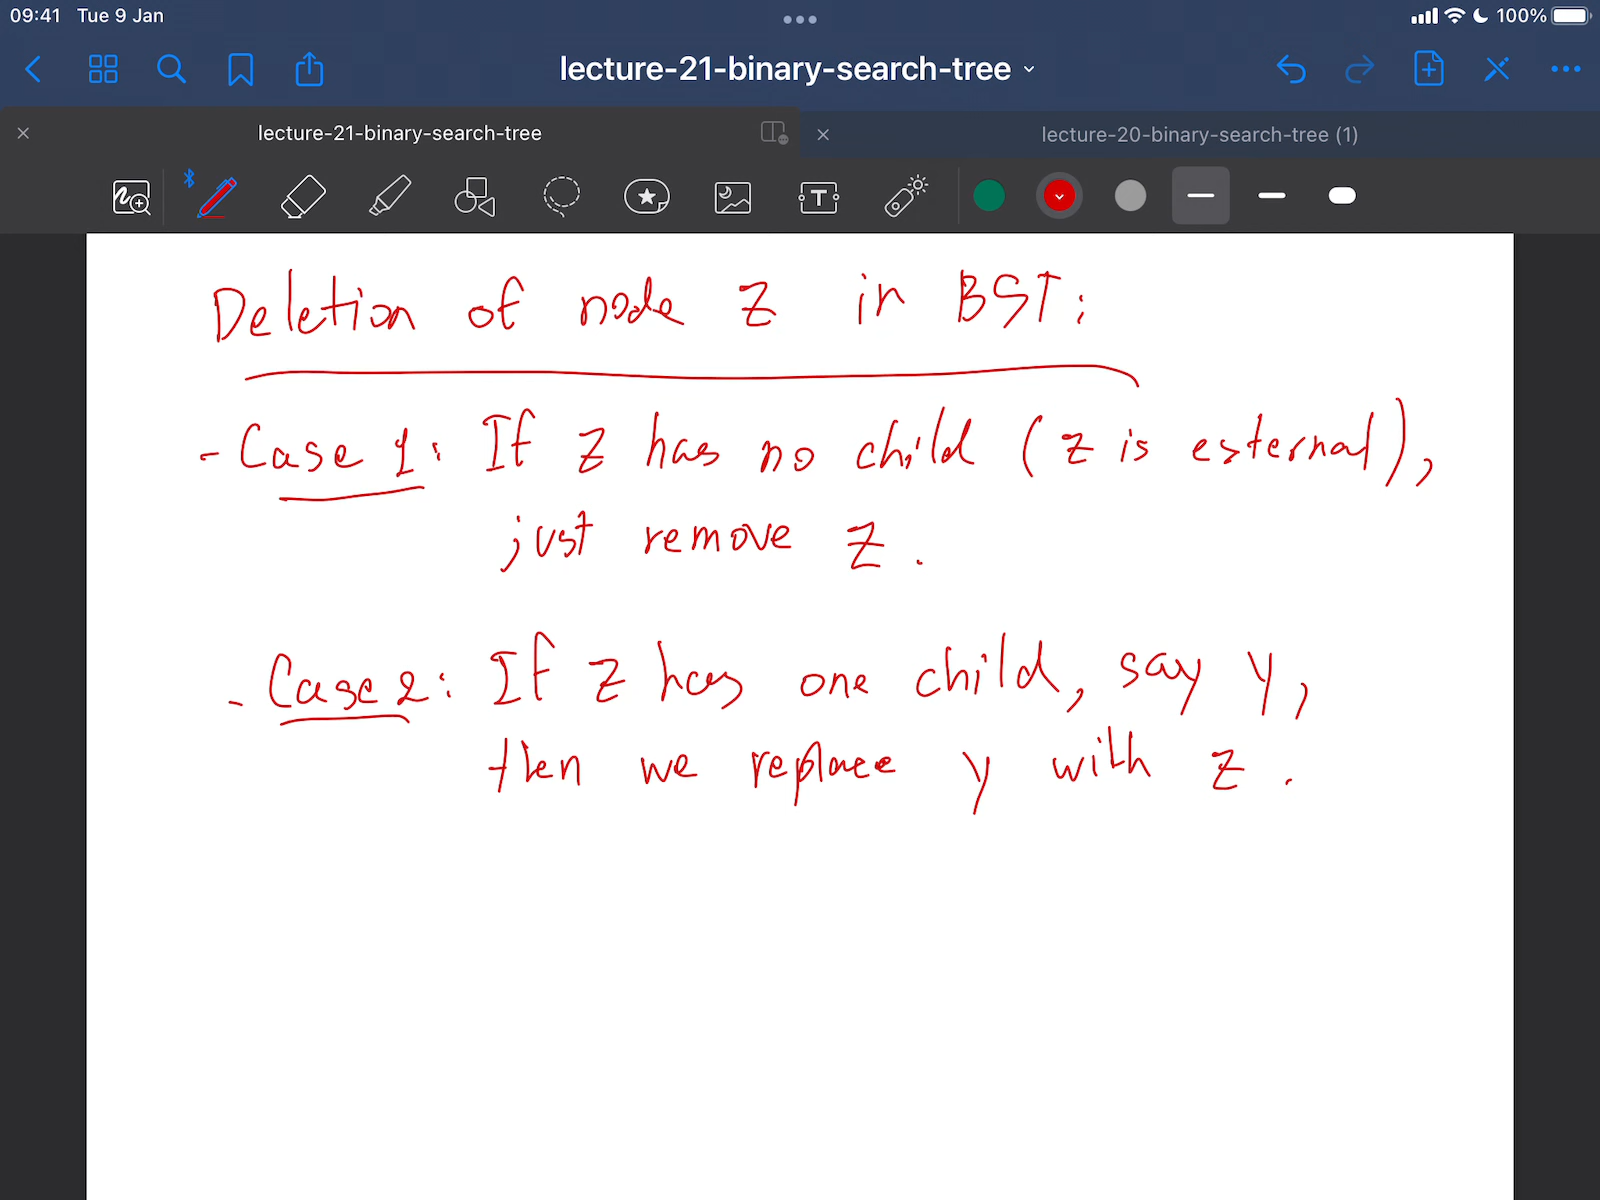 09:41 Tue 9 Jan
100%
lecture-21-binary-search-tree
lecture-21-binary-search-tree
lecture-20-binary-search-tree (1)
Deletion of node z in BST:
- Case 1: If z has no child (z is esternal),
just remove z.
- Case 2: If z has one child, say y,
then we replace y with z.